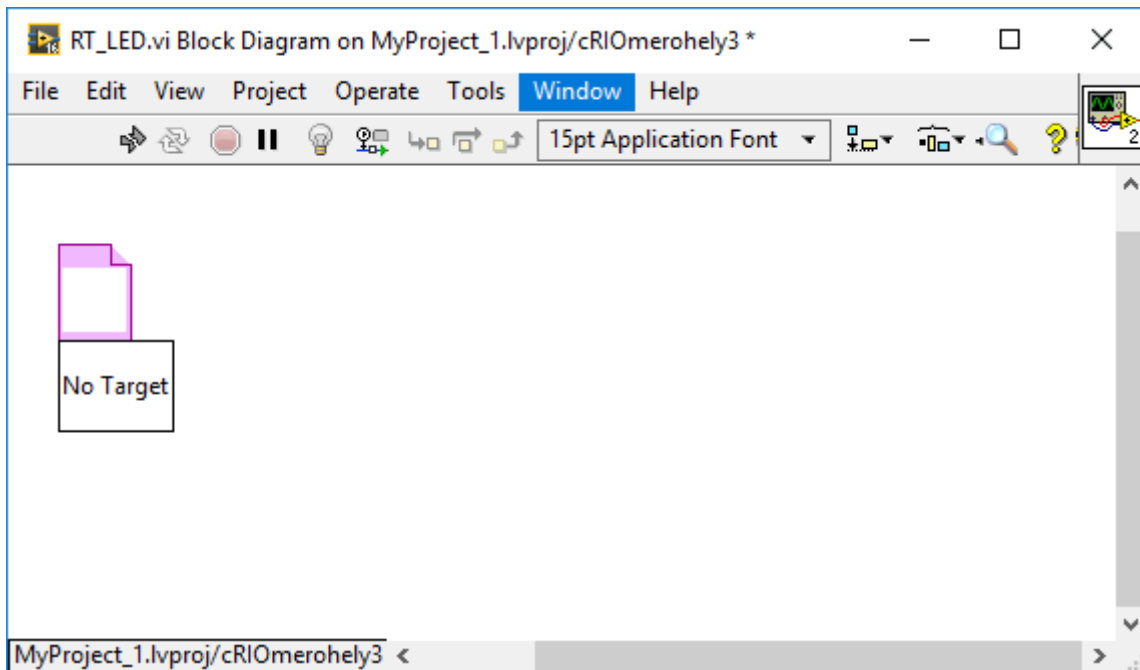 RT_LED.vi Block Diagram on MyProject_1.lvproj/cRIOmerohely3 *
File Edit View Project Operate Tools Window Help
15pt Application Font
2
No Target
MyProject_1.lvproj/cRIOmerohely3